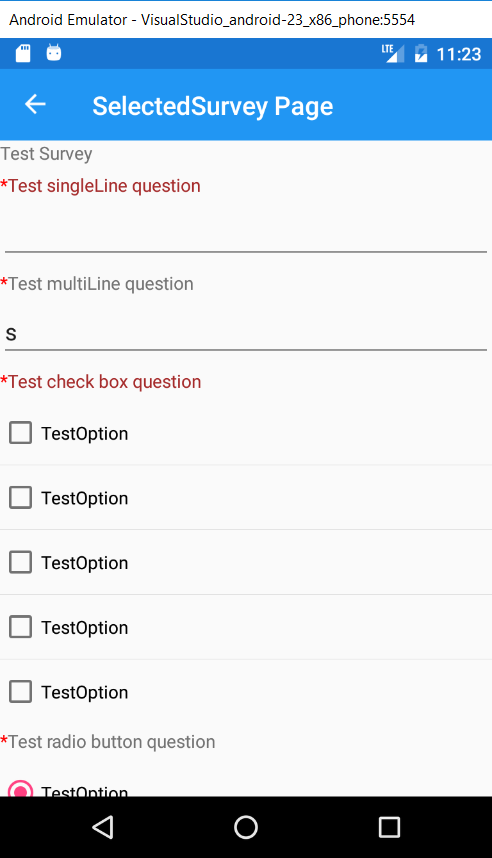 Android Emulator - VisualStudio_android-23_x86_phone:5554
LTE 11:23
SelectedSurvey Page
Test Survey
*Test singleLine question
*Test multiLine question
s
*Test check box question
TestOption
TestOption
TestOption
TestOption
TestOption
*Test radio button question
TestOption